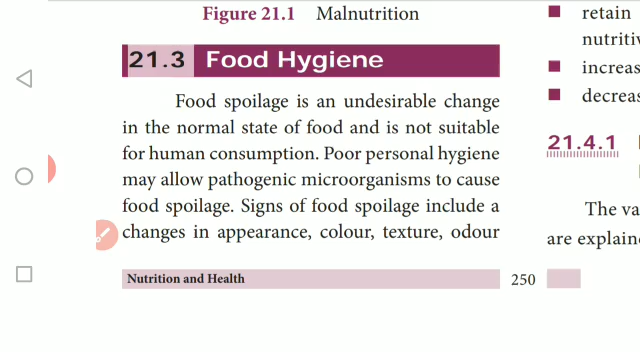 Figure 21.1 Malnutrition
21.3 Food Hygiene
Food spoilage is an undesirable change
in the normal state of food and is not suitable
for human consumption. Poor personal hygiene
may allow pathogenic microorganisms to cause
food spoilage. Signs of food spoilage include a
changes in appearance, colour, texture, odour
Nutrition and Health 250
retain
increas
decreas
21.4.1
The va
are explain